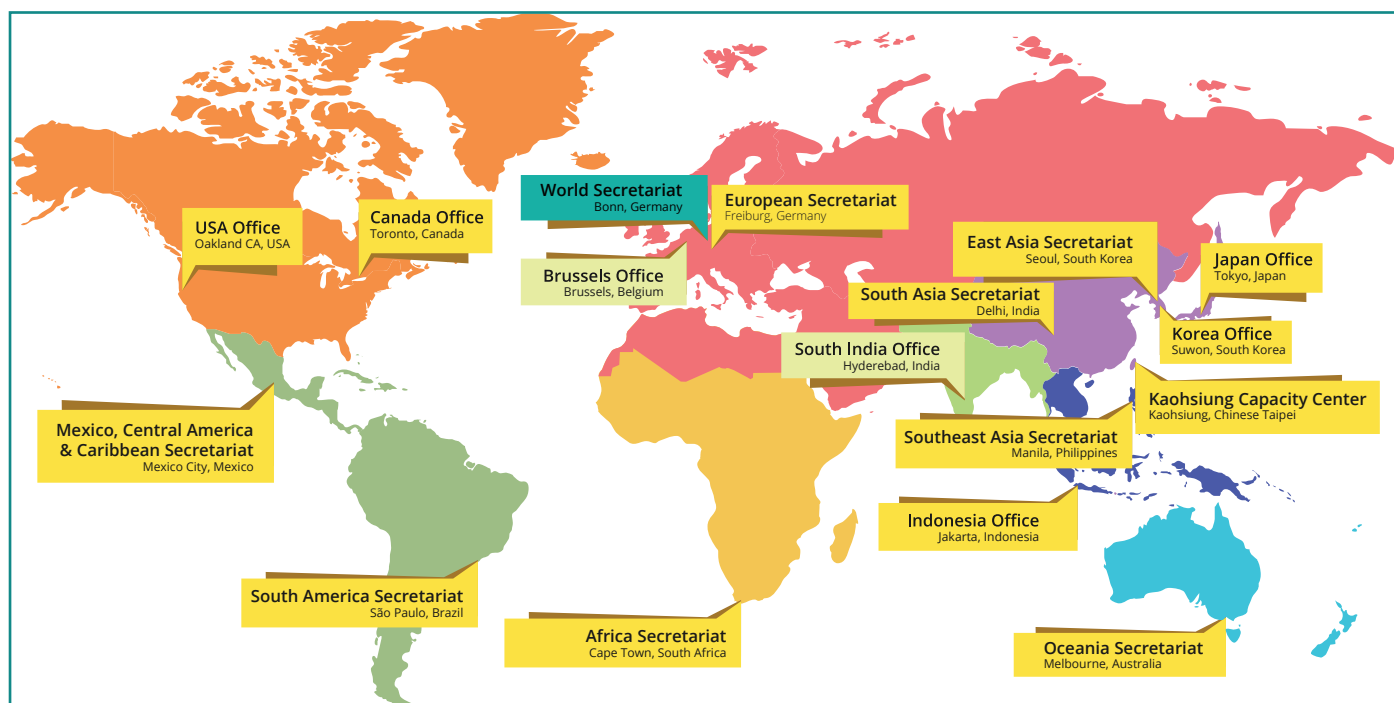 World Secretariat
Bonn, Germany
European Secretariat
Freiburg, Germany
USA Office
Oakland CA, USA
Canada Office
Toronto, Canada
East Asia Secretariat
Seoul, South Korea
Japan Office
Tokyo, Japan
Brussels Office
Brussels, Belgium
South Asia Secretariat
Delhi, India
Korea Office
Suwon, South Korea
South India Office
Hyderebad, India
Kaohsiung Capacity Center
Kaohsiung, Chinese Taipei
Mexico, Central America
& Caribbean Secretariat
Mexico City, Mexico
Southeast Asia Secretariat
Manila, Philippines
Indonesia Office
Jakarta, Indonesia
South America Secretariat
São Paulo, Brazil
Africa Secretariat
Cape Town, South Africa
Oceania Secretariat
Melbourne, Australia